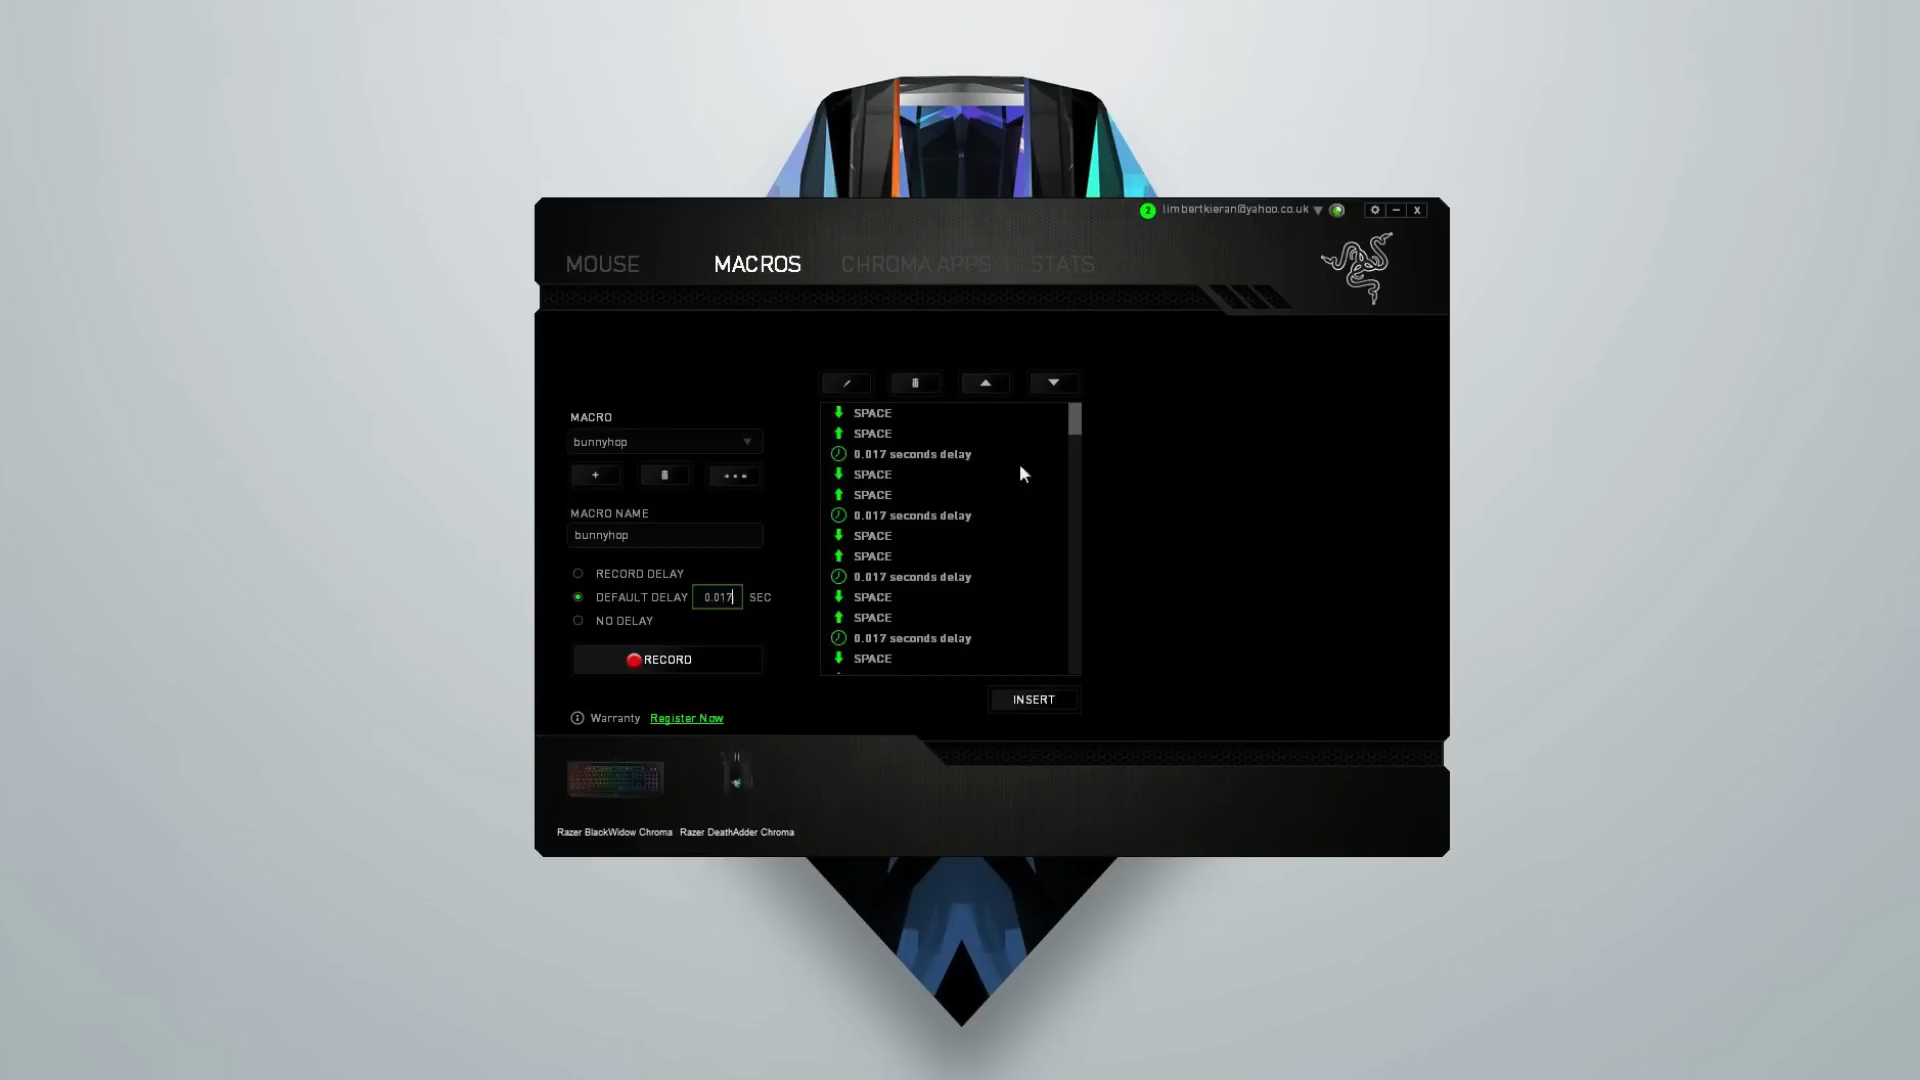 2 limbertkieran@yahoo.co.uk
X
MOUSE MACROS CHROMA APPS STATS
MACRO
bunnyhop
+
MACRO NAME
bunnyhop
RECORD DELAY
DEFAULT DELAY 0.017 SEC
NO DELAY
RECORD
SPACE
SPACE
0.017 seconds delay
SPACE
SPACE
0.017 seconds delay
SPACE
SPACE
0.017 seconds delay
SPACE
SPACE
0.017 seconds delay
SPACE
INSERT
Warranty Register Now
Razer BlackWidow Chroma Razer DeathAdder Chroma